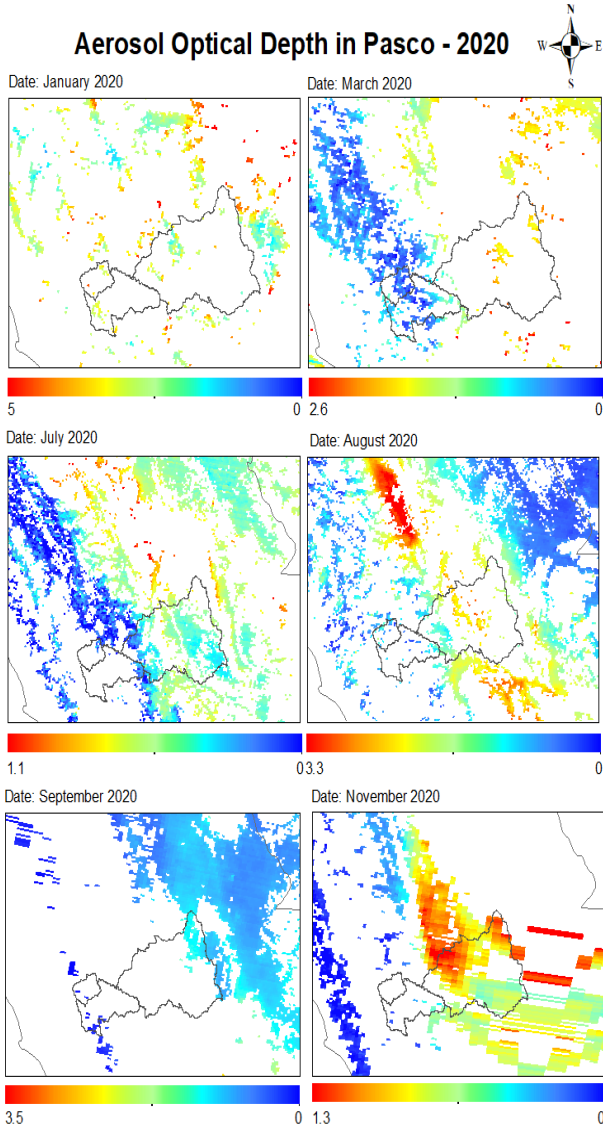 Aerosol Optical Depth in Pasco - 2020
N
W E
S
Date: January 2020
Date: March 2020
5 0
2.6 0
Date: July 2020
Date: August 2020
1.1 0
3.3 0
Date: September 2020
Date: November 2020
3.5 0
1.3 0